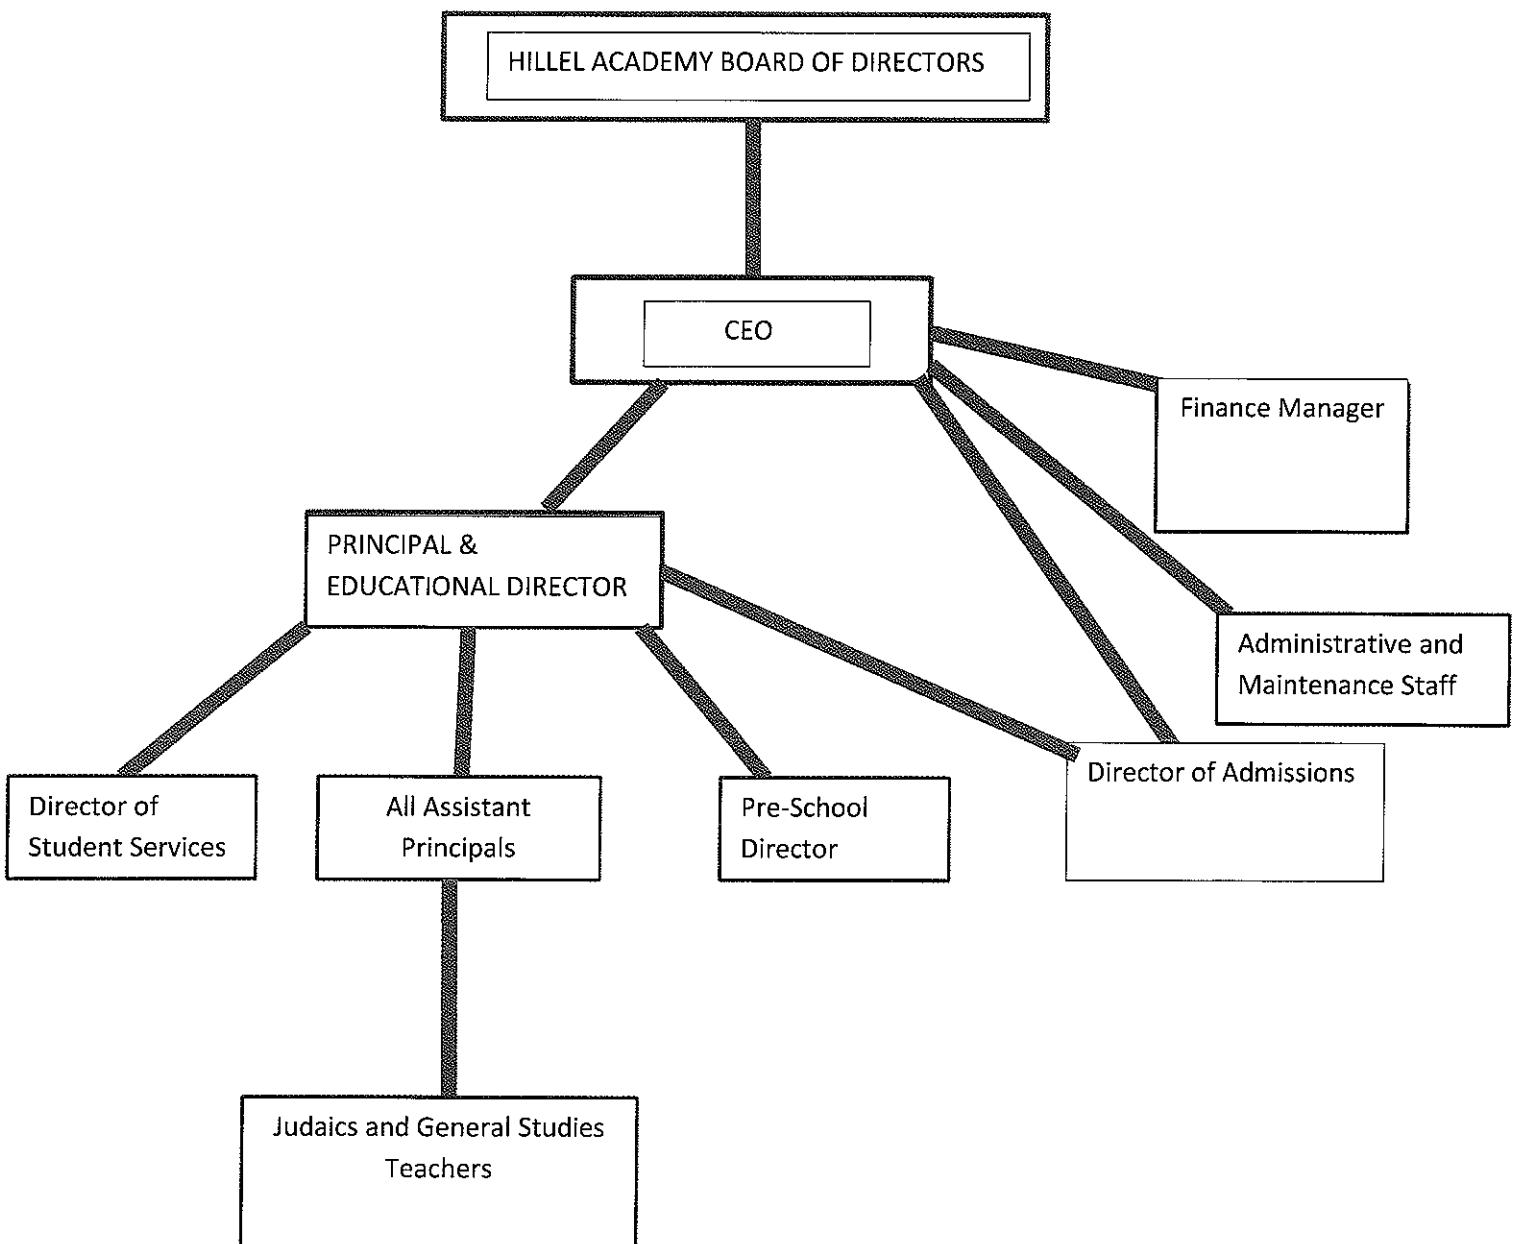 HILLEL ACADEMY BOARD OF DIRECTORS
CEO
Finance Manager
PRINCIPAL &
EDUCATIONAL DIRECTOR
Administrative and
Maintenance Staff
Director of Admissions
Director of
Student Services
All Assistant
Principals
Pre-School
Director
Judaics and General Studies
Teachers